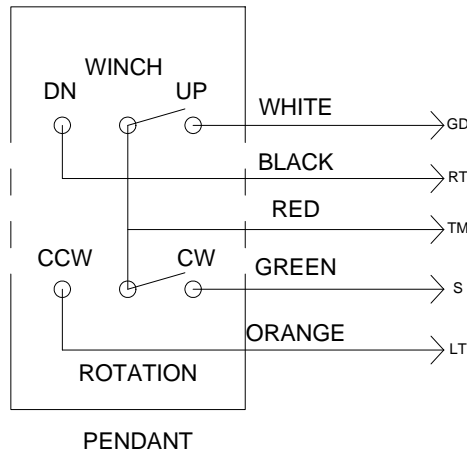 WINCH
DN
UP
WHITE
GD
BLACK
RT
RED
TM
CCW
CW
GREEN
S
ORANGE
LT
ROTATION
PENDANT